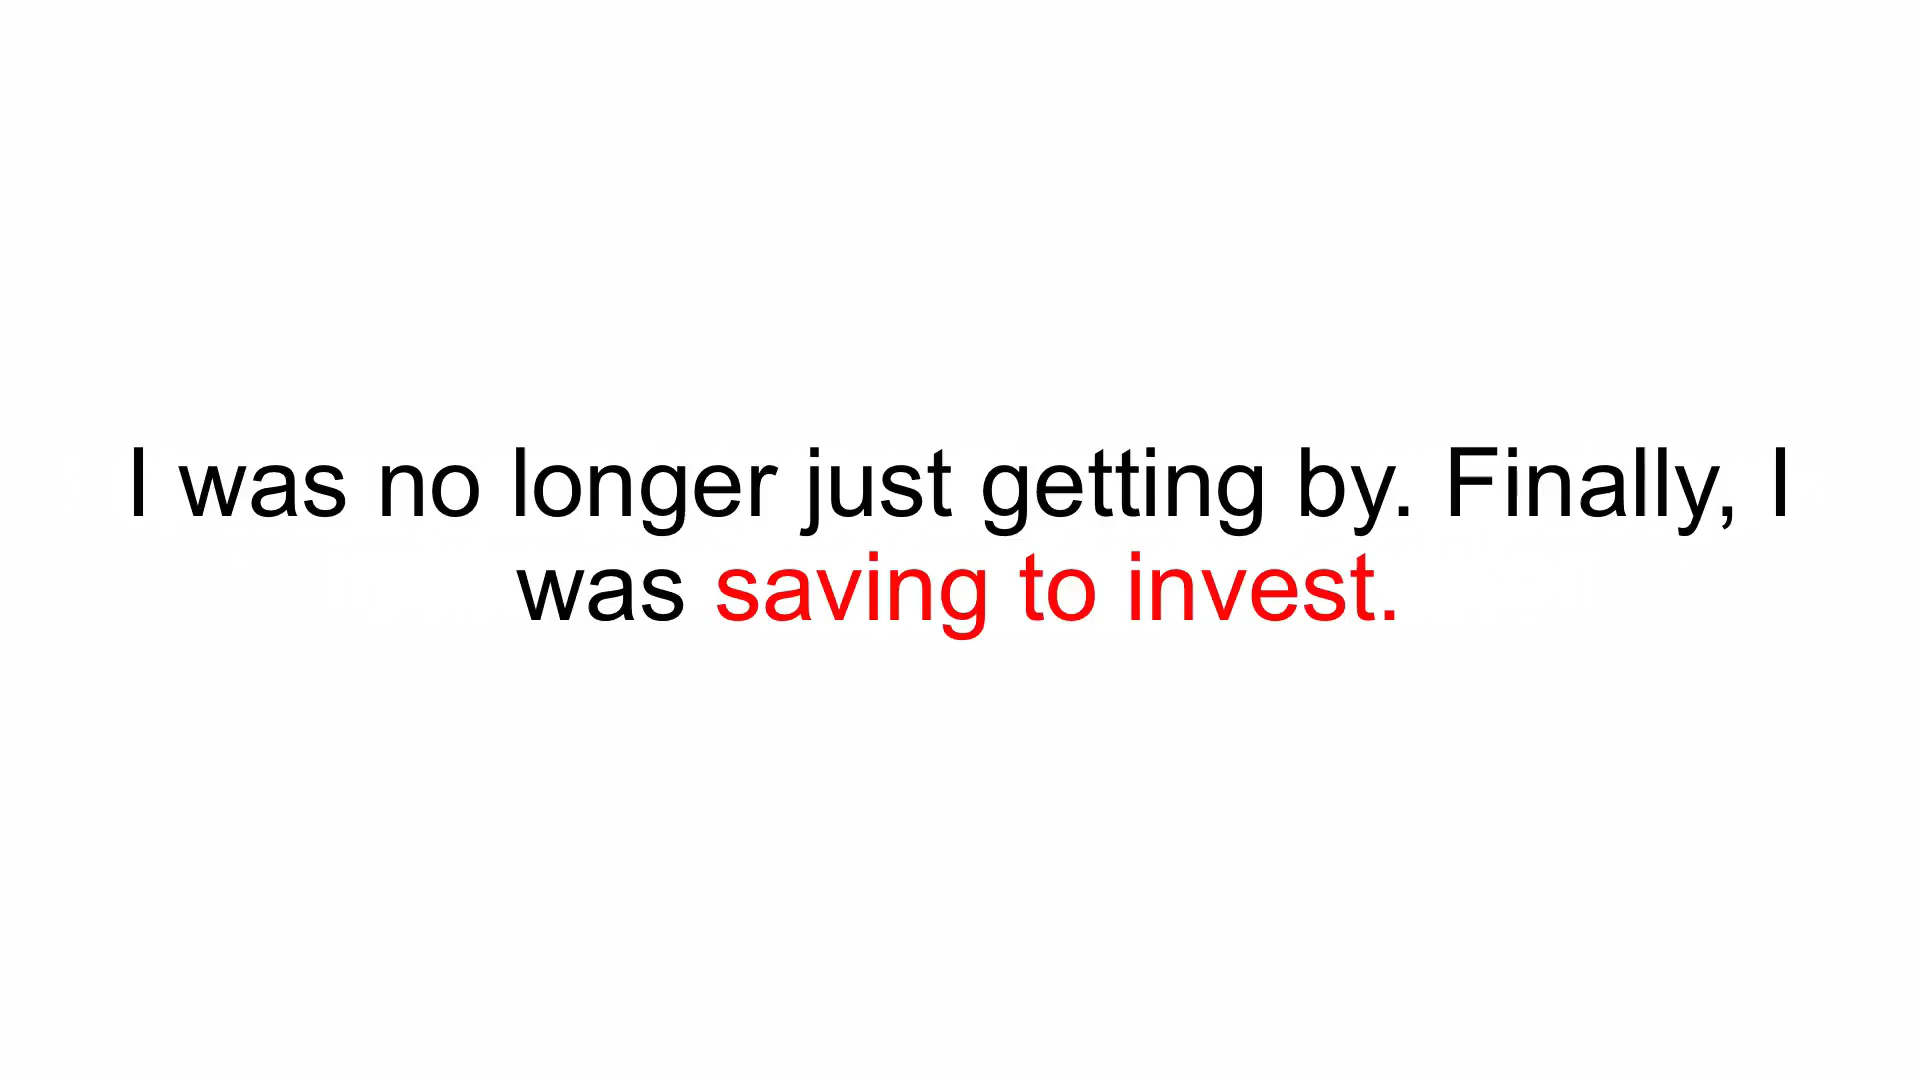 I was no longer just getting by. Finally, I
was saving to invest.